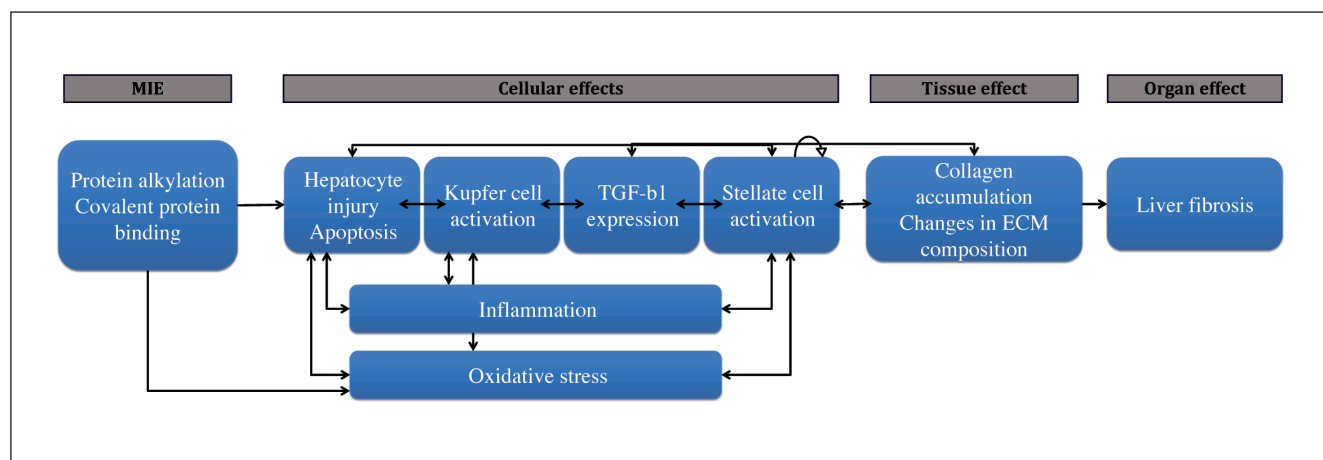 MIE
Cellular effects
Tissue effect
Organ effect
Protein alkylation
Covalent protein
binding
Hepatocyte
injury
Apoptosis
Kupfer cell
activation
TGF-b1
expression
Stellate cell
activation
Collagen
accumulation
Changes in ECM
composition
Liver fibrosis
Inflammation
Oxidative stress